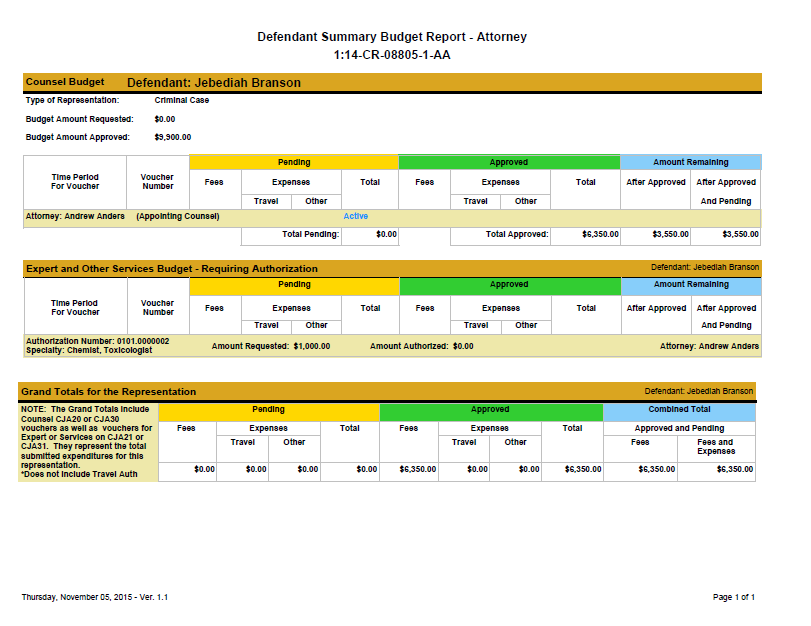 Defendant Summary Budget Report - Attorney
1:14-CR-08805-1-AA
Counsel Budget Defendant: Jebediah Branson
Type of Representation: Criminal Case
Budget Amount Requested: $0.00
Budget Amount Approved: $9,900.00
Pending Approved Amount Remaining
Time Period For Voucher Voucher Number Fees Expenses Total Fees Expenses Total After Approved After Approved And Pending
Travel Other Travel Other
Attorney: Andrew Anders (Appointing Counsel) Active
Total Pending: $0.00 Total Approved: $6,350.00 $3,550.00 $3,550.00
Expert and Other Services Budget - Requiring Authorization Defendant: Jebediah Branson
Pending Approved Amount Remaining
Time Period For Voucher Voucher Number Fees Expenses Total Fees Expenses Total After Approved After Approved And Pending
Travel Other Travel Other
Authorization Number: 0101.0000002
Specialty: Chemist, Toxicologist Amount Requested: $1,000.00 Amount Authorized: $0.00 Attorney: Andrew Anders
Grand Totals for the Representation Defendant: Jebediah Branson
NOTE: The Grand Totals include
Counsel CJA20 or CJA30
vouchers as well as vouchers for
Expert or Services on CJA21 or
CJA31. They represent the total
submitted expenditures for this
representation.
*Does not include Travel Auth
Pending Approved Combined Total
Fees Expenses Total Fees Expenses Total Approved and Pending
Travel Other Travel Other Fees Fees and Expenses
$0.00 $0.00 $0.00 $0.00 $6,350.00 $0.00 $0.00 $6,350.00 $6,350.00 $6,350.00
Thursday, November 05, 2015 - Ver. 1.1 Page 1 of 1